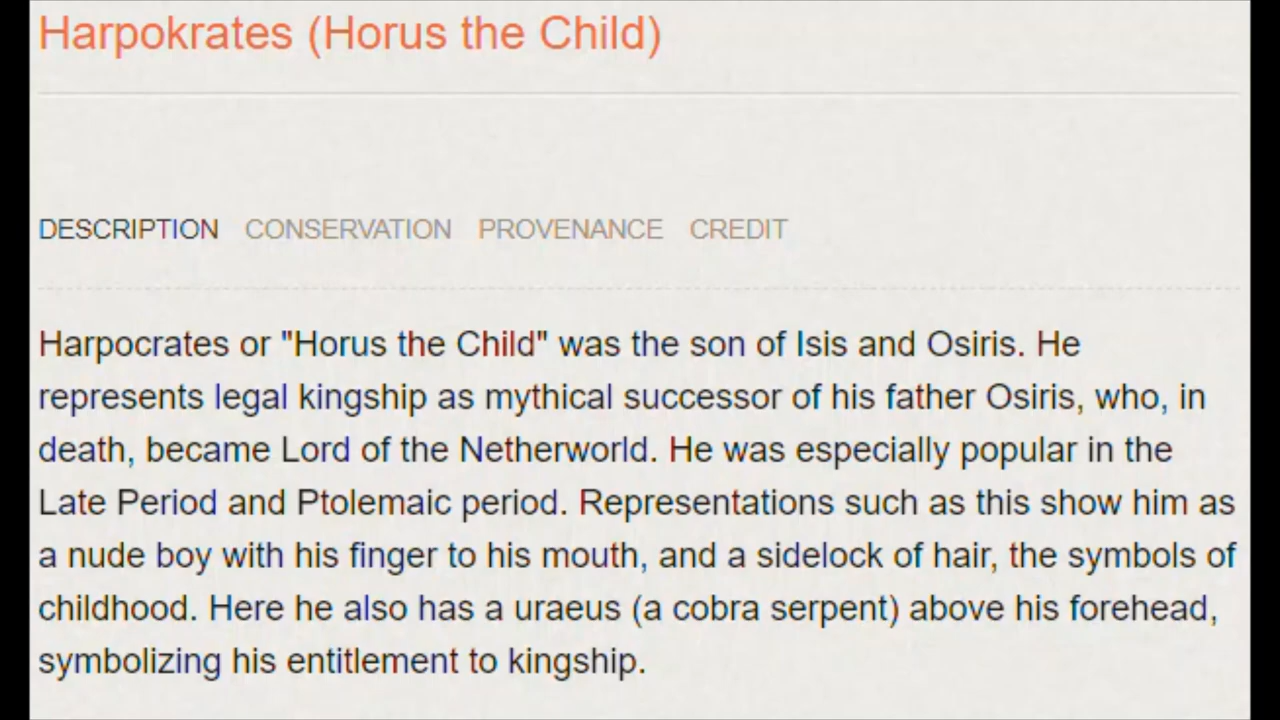 Harpokrates (Horus the Child)
DESCRIPTION CONSERVATION PROVENANCE CREDIT
Harpocrates or "Horus the Child" was the son of Isis and Osiris. He
represents legal kingship as mythical successor of his father Osiris, who, in
death, became Lord of the Netherworld. He was especially popular in the
Late Period and Ptolemaic period. Representations such as this show him as
a nude boy with his finger to his mouth, and a sidelock of hair, the symbols of
childhood. Here he also has a uraeus (a cobra serpent) above his forehead,
symbolizing his entitlement to kingship.